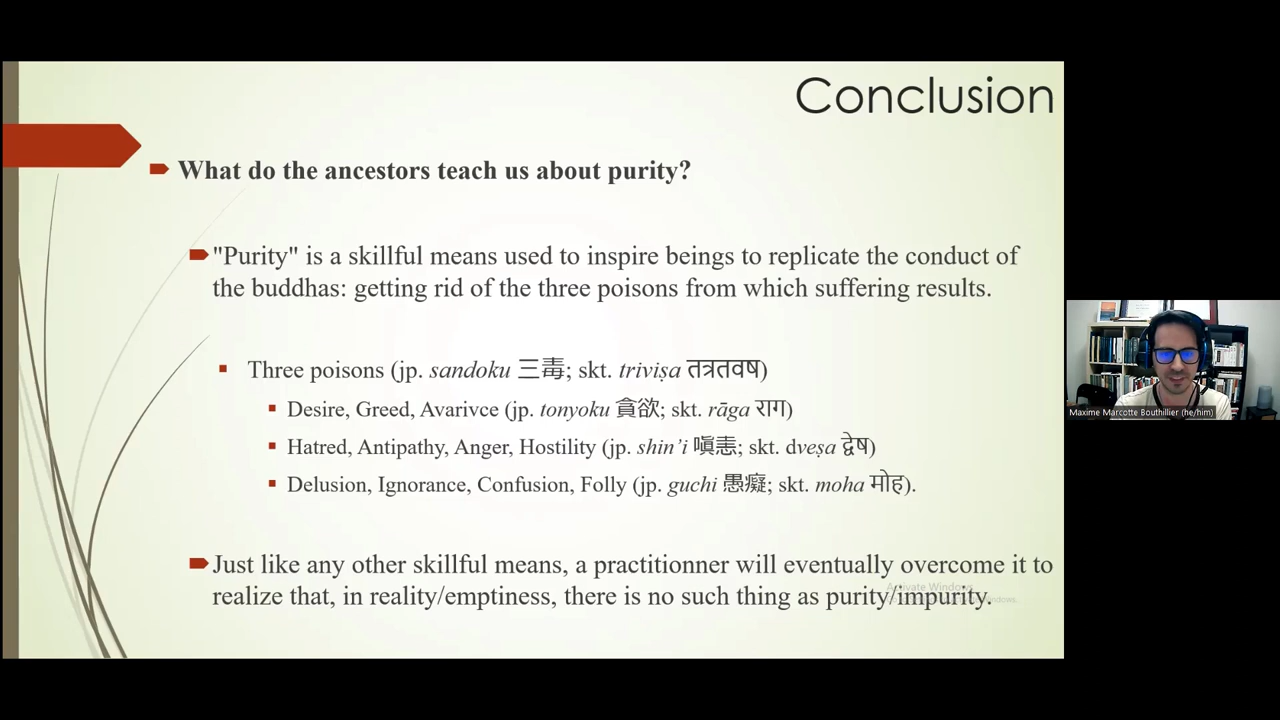 Conclusion
What do the ancestors teach us about purity?
"Purity" is a skillful means used to inspire beings to replicate the conduct of
the buddhas: getting rid of the three poisons from which suffering results.
Three poisons (jp. sandoku 三毒; skt. triviṣa तत्रतवष)
Desire, Greed, Avarivce (jp. tonyoku 貪欲; skt. rāga राग)
Hatred, Antipathy, Anger, Hostility (jp. shin’i 嗔恚; skt. dveṣa द्वेष)
Delusion, Ignorance, Confusion, Folly (jp. guchi 愚癡; skt. moha मोह).
Just like any other skillful means, a practitionner will eventually overcome it to
realize that, in reality/emptiness, there is no such thing as purity/impurity.
Activate Windows
Maxime Marcotte Bouthillier (he/him)